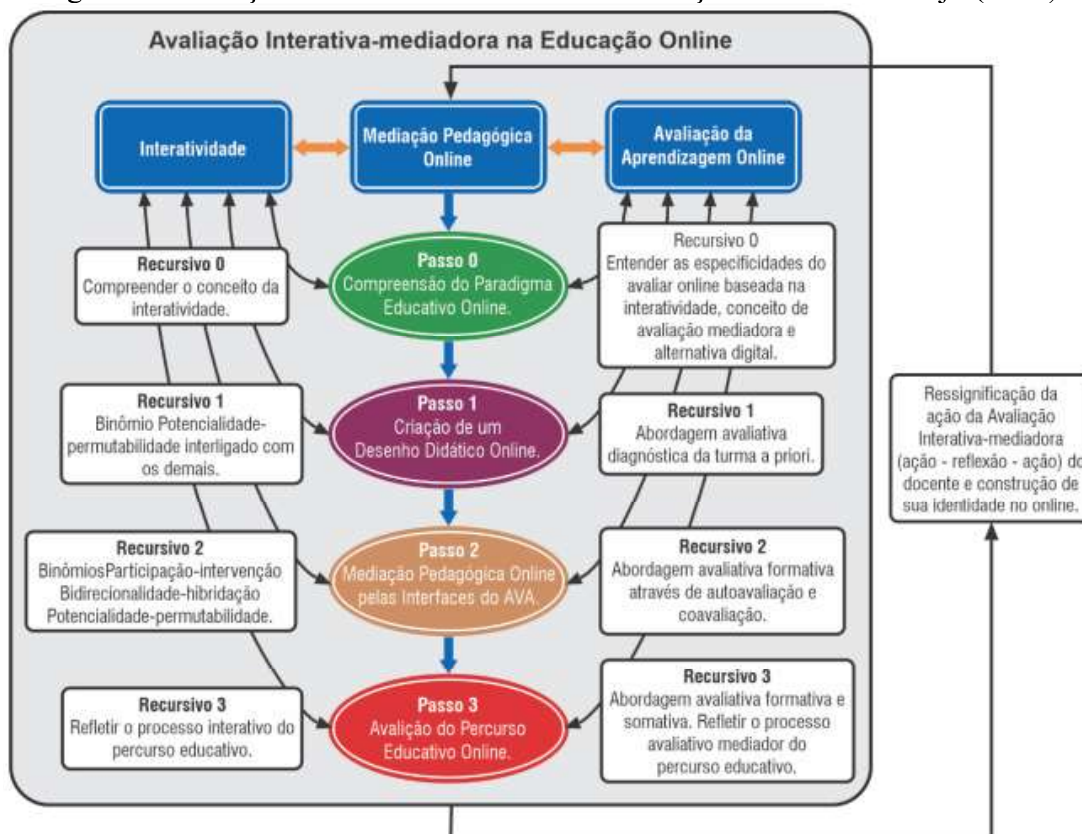 Avaliação Interativa-mediadora na Educação Online
Interatividade
Mediação Pedagógica
Online
Avaliação da
Aprendizagem Online
Recursivo 0
Compreender o conceito da
interatividade.
Passo 0
Compreensão do Paradigma
Educativo Online.
Recursivo 0
Entender as especificidades do
avaliar online baseada na
interatividade, conceito de
avaliação mediadora e
alternativa digital.
Recursivo 1
Binômio Potencialidade-
permutabilidade interligado com
os demais.
Passo 1
Criação de um
Desenho Didático Online.
Recursivo 1
Abordagem avaliativa
diagnóstica da turma a priori.
Recursivo 2
BinômiosParticipação-intervenção
Bidirecionalidade-hibridação
Potencialidade-permutabilidade.
Passo 2
Mediação Pedagógica Online
pelas Interfaces do AVA.
Recursivo 2
Abordagem avaliativa formativa
através de autoavaliação e
coavaliação.
Recursivo 3
Refletir o processo interativo do
percurso educativo.
Passo 3
Avalição do Percurso
Educativo Online.
Recursivo 3
Abordagem avaliativa formativa e
somativa. Refletir o processo
avaliativo mediador do
percurso educativo.
Ressignificação da
ação da Avaliação
Interativa-mediadora
(ação - reflexão - ação) do
docente e construção de
sua identidade no online.